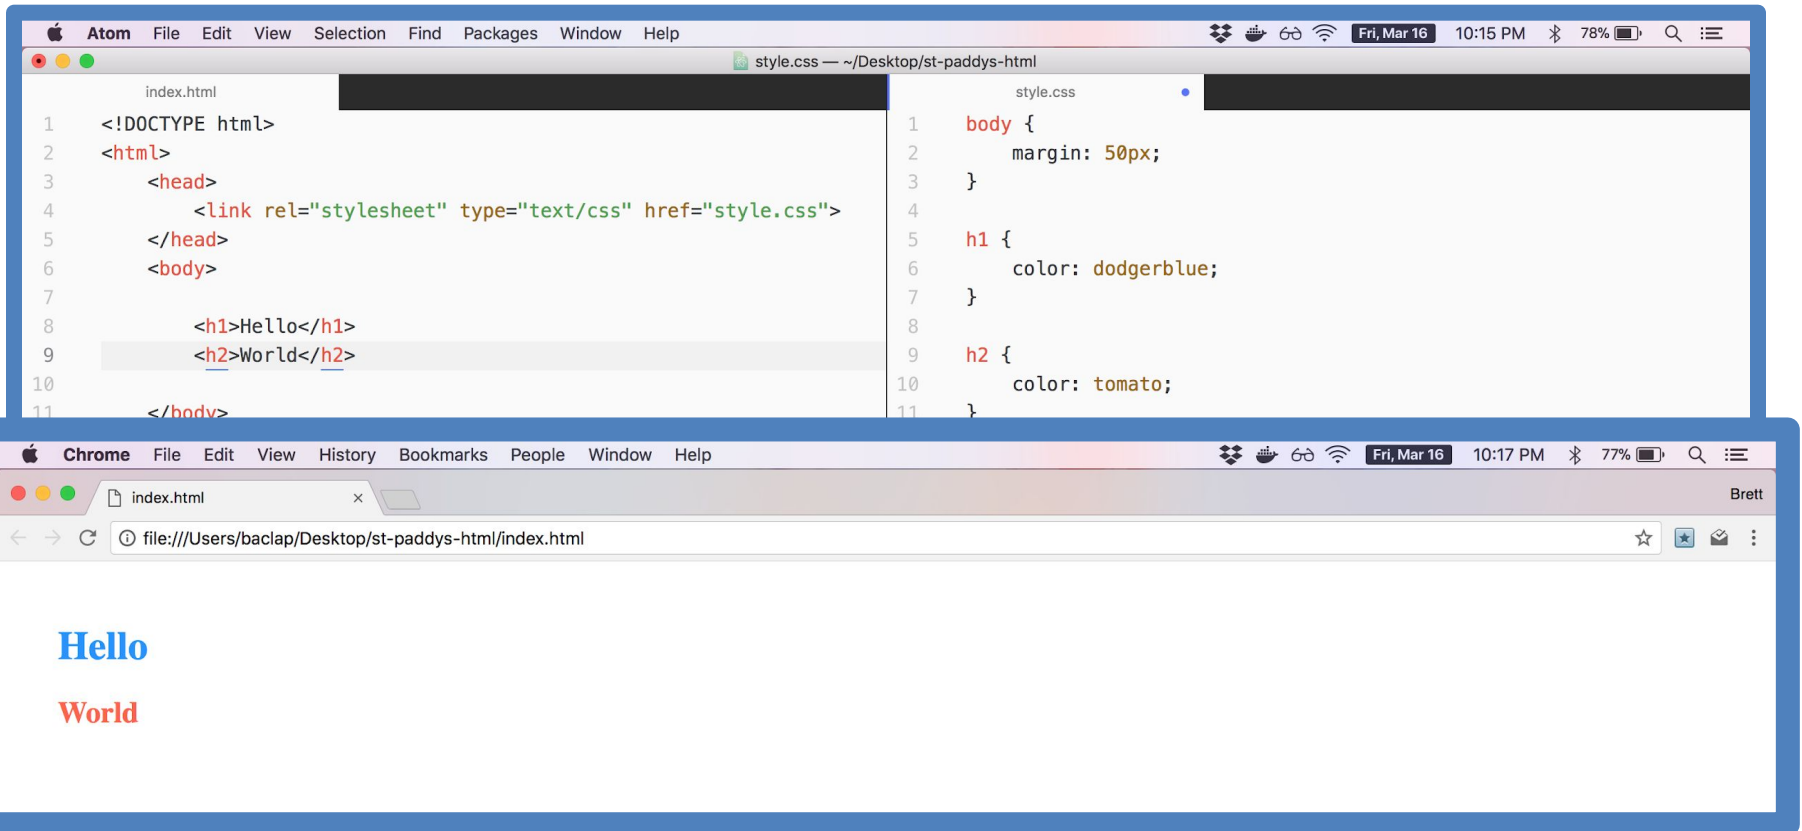 Atom File Edit View Selection Find Packages Window Help Fri, Mar 16 10:15 PM 78%
style.css — ~/Desktop/st-paddys-html
index.html
1 <!DOCTYPE html>
2 <html>
3 <head>
4 <link rel="stylesheet" type="text/css" href="style.css">
5 </head>
6 <body>
7
8 <h1>Hello</h1>
9 <h2>World</h2>
10
11 </body>
style.css
1 body {
2 margin: 50px;
3 }
4
5 h1 {
6 color: dodgerblue;
7 }
8
9 h2 {
10 color: tomato;
11 }
Chrome File Edit View History Bookmarks People Window Help Fri, Mar 16 10:17 PM 77%
index.html Brett
file:///Users/baclap/Desktop/st-paddys-html/index.html
Hello
World